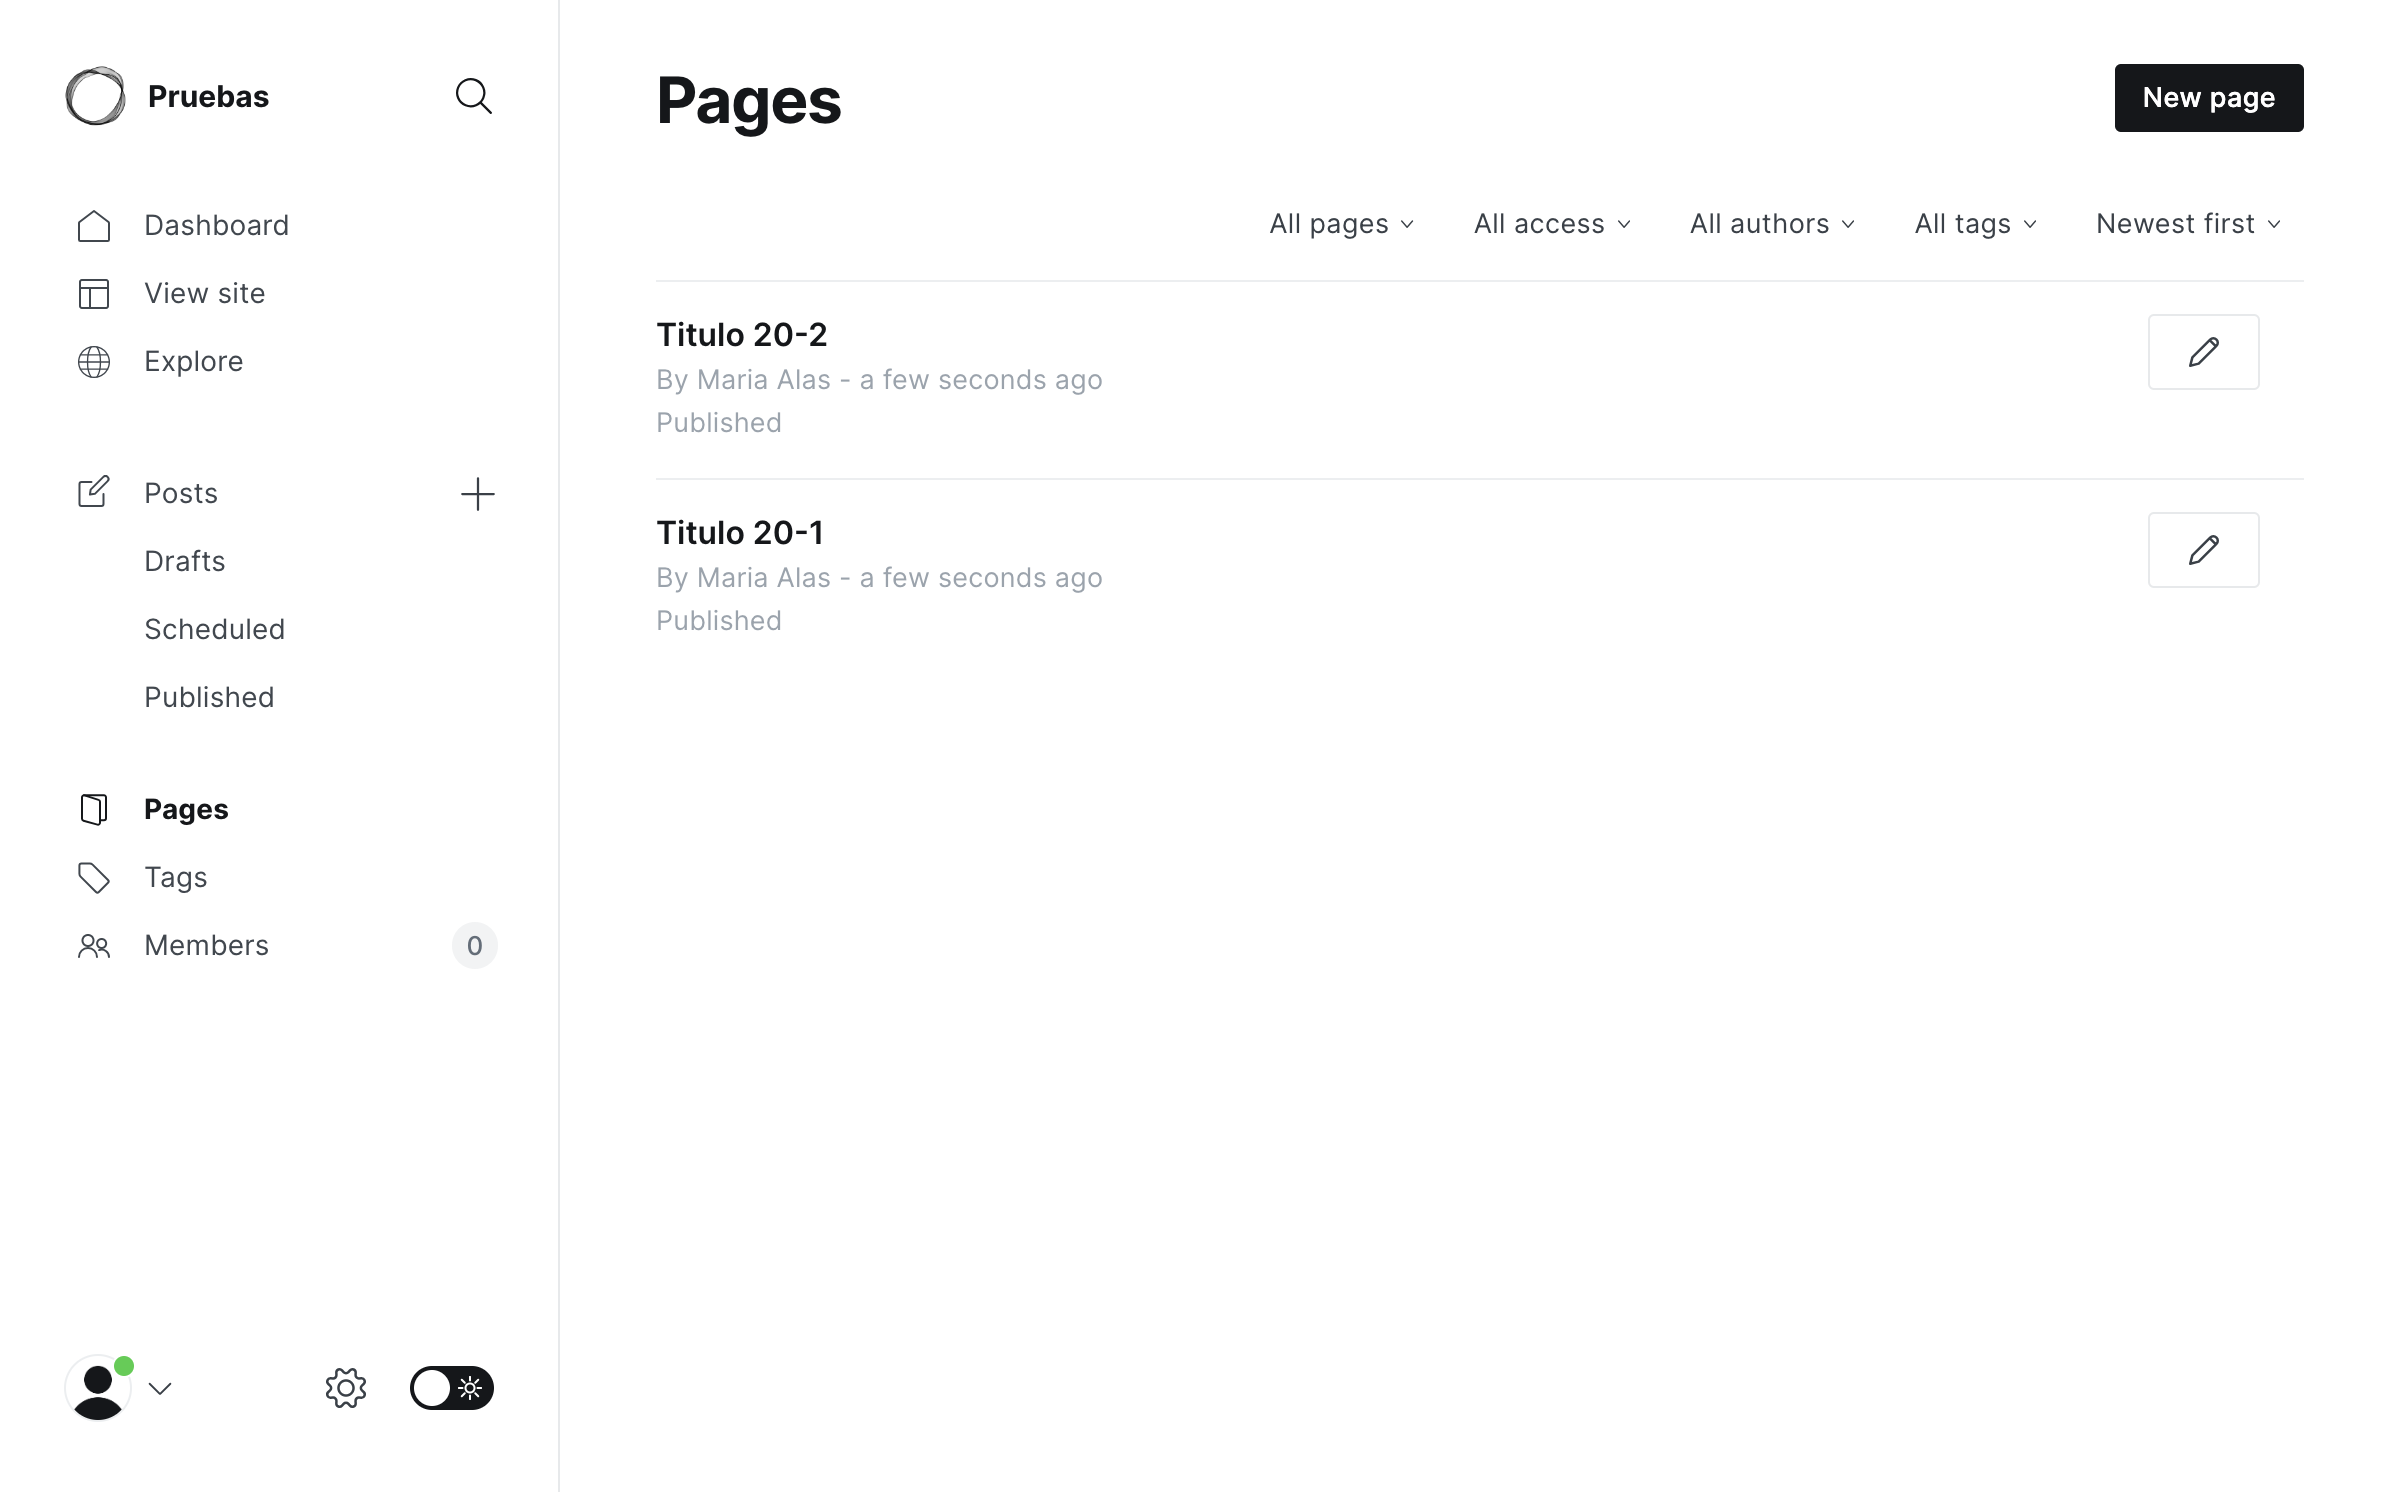 Pruebas
Dashboard
View site
Explore
Posts
Drafts
Scheduled
Published
Pages
Tags
Members 0
Pages
New page
All pages All access All authors All tags Newest first
Titulo 20-2
By Maria Alas - a few seconds ago
Published
Titulo 20-1
By Maria Alas - a few seconds ago
Published